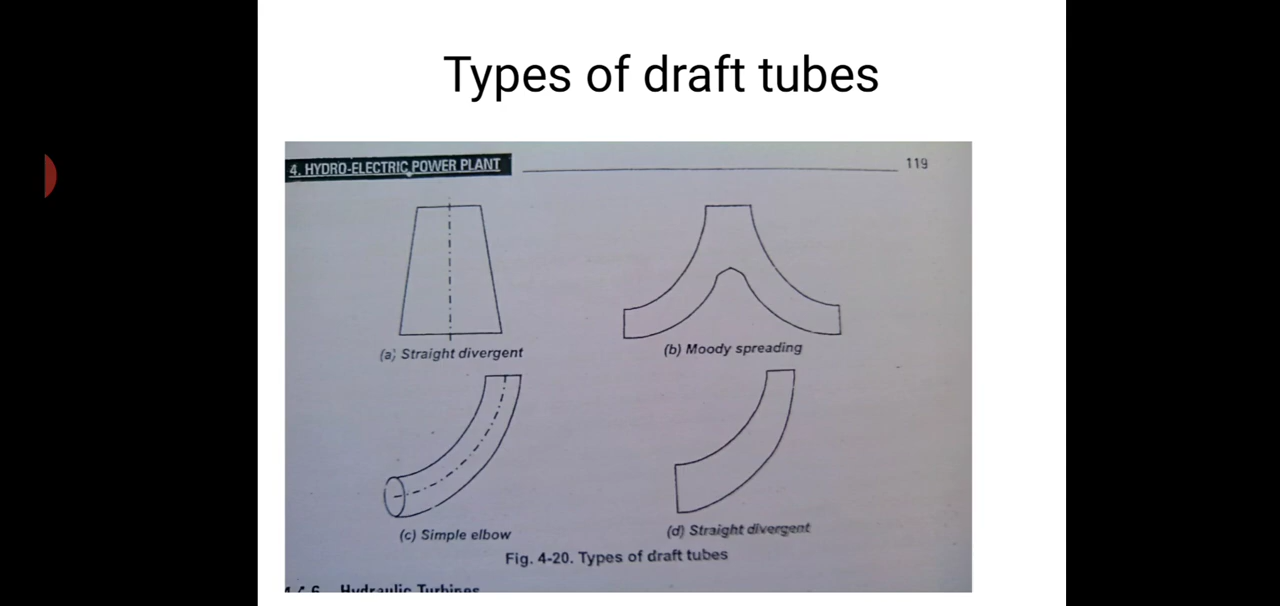 Types of draft tubes
4. HYDRO-ELECTRIC POWER PLANT
119
(a) Straight divergent
(b) Moody spreading
(c) Simple elbow
(d) Straight divergent
Fig. 4-20. Types of draft tubes
Hydraulic Turbines